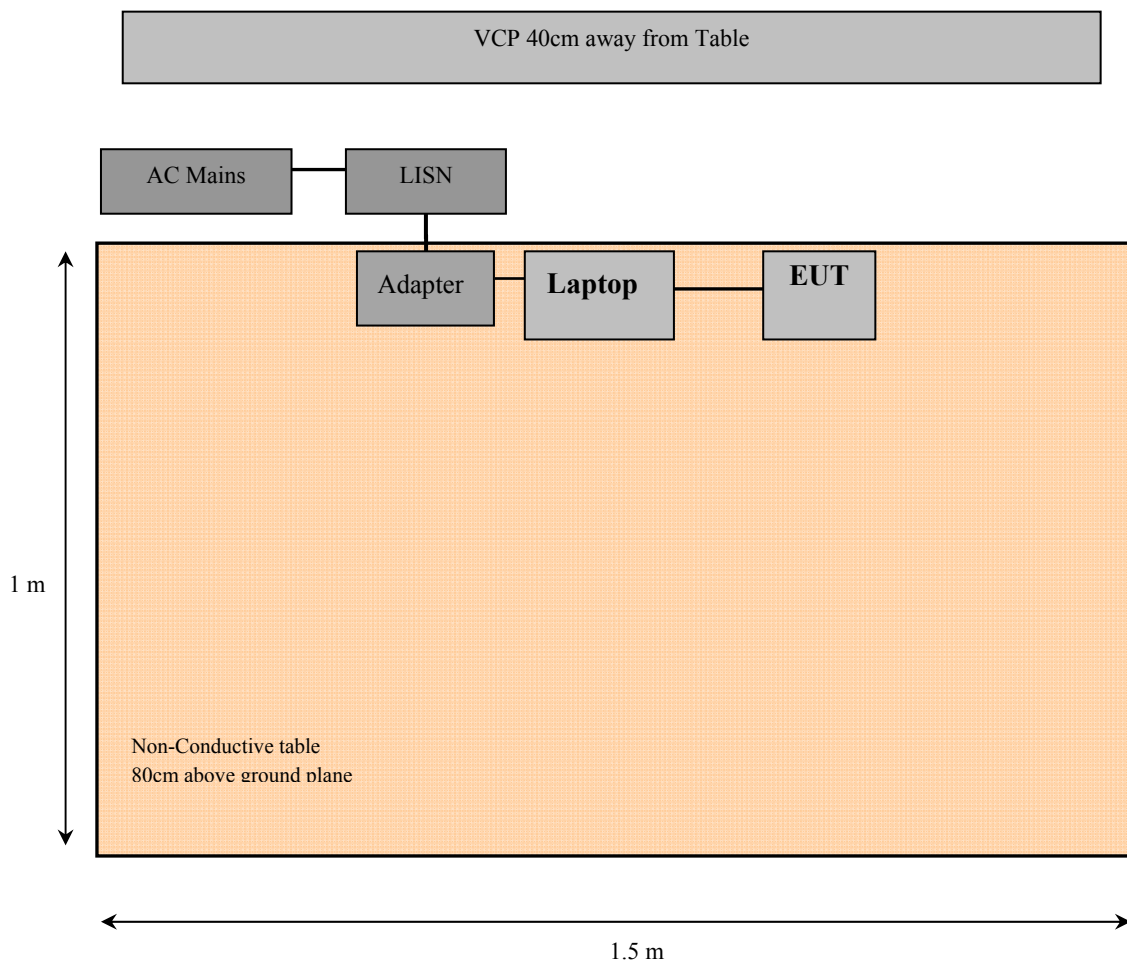 VCP 40cm away from Table
AC Mains
LISN
Adapter
Laptop
EUT
1 m
Non-Conductive table
80cm above ground plane
1.5 m